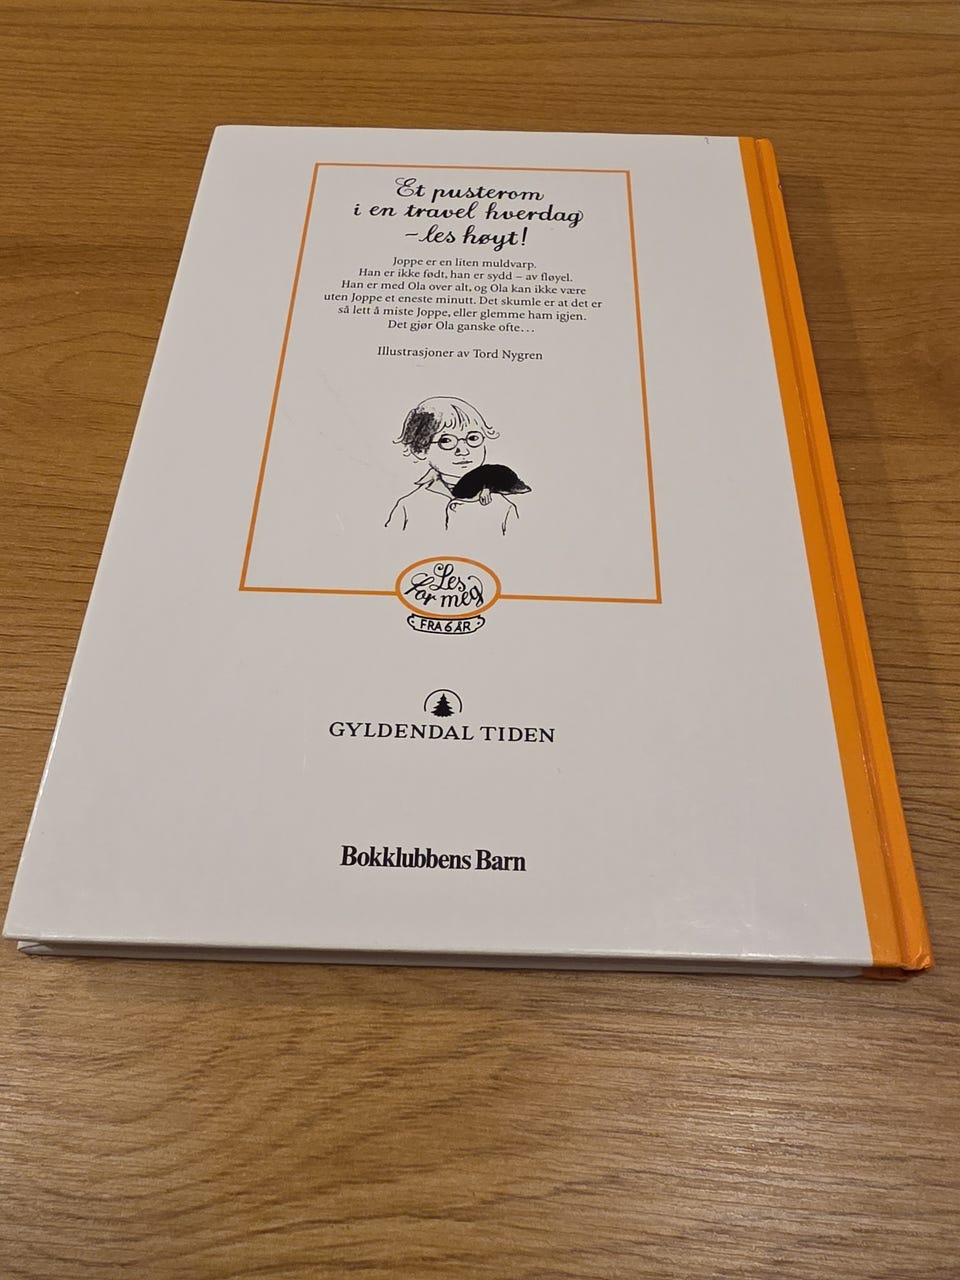 Et pusterom
i en travel hverdag
– les høyt!
Joppe er en liten muldvarp.
Han er ikke født, han er sydd – av fløyel.
Han er med Ola over alt, og Ola kan ikke være
uten Joppe et eneste minutt. Det skumle er at det er
så lett å miste Joppe, eller glemme ham igjen.
Det gjør Ola ganske ofte…
Illustrasjoner av Tord Nygren
Les
for meg
FRA 6 ÅR
GYLDENDAL TIDEN
Bokklubbens Barn